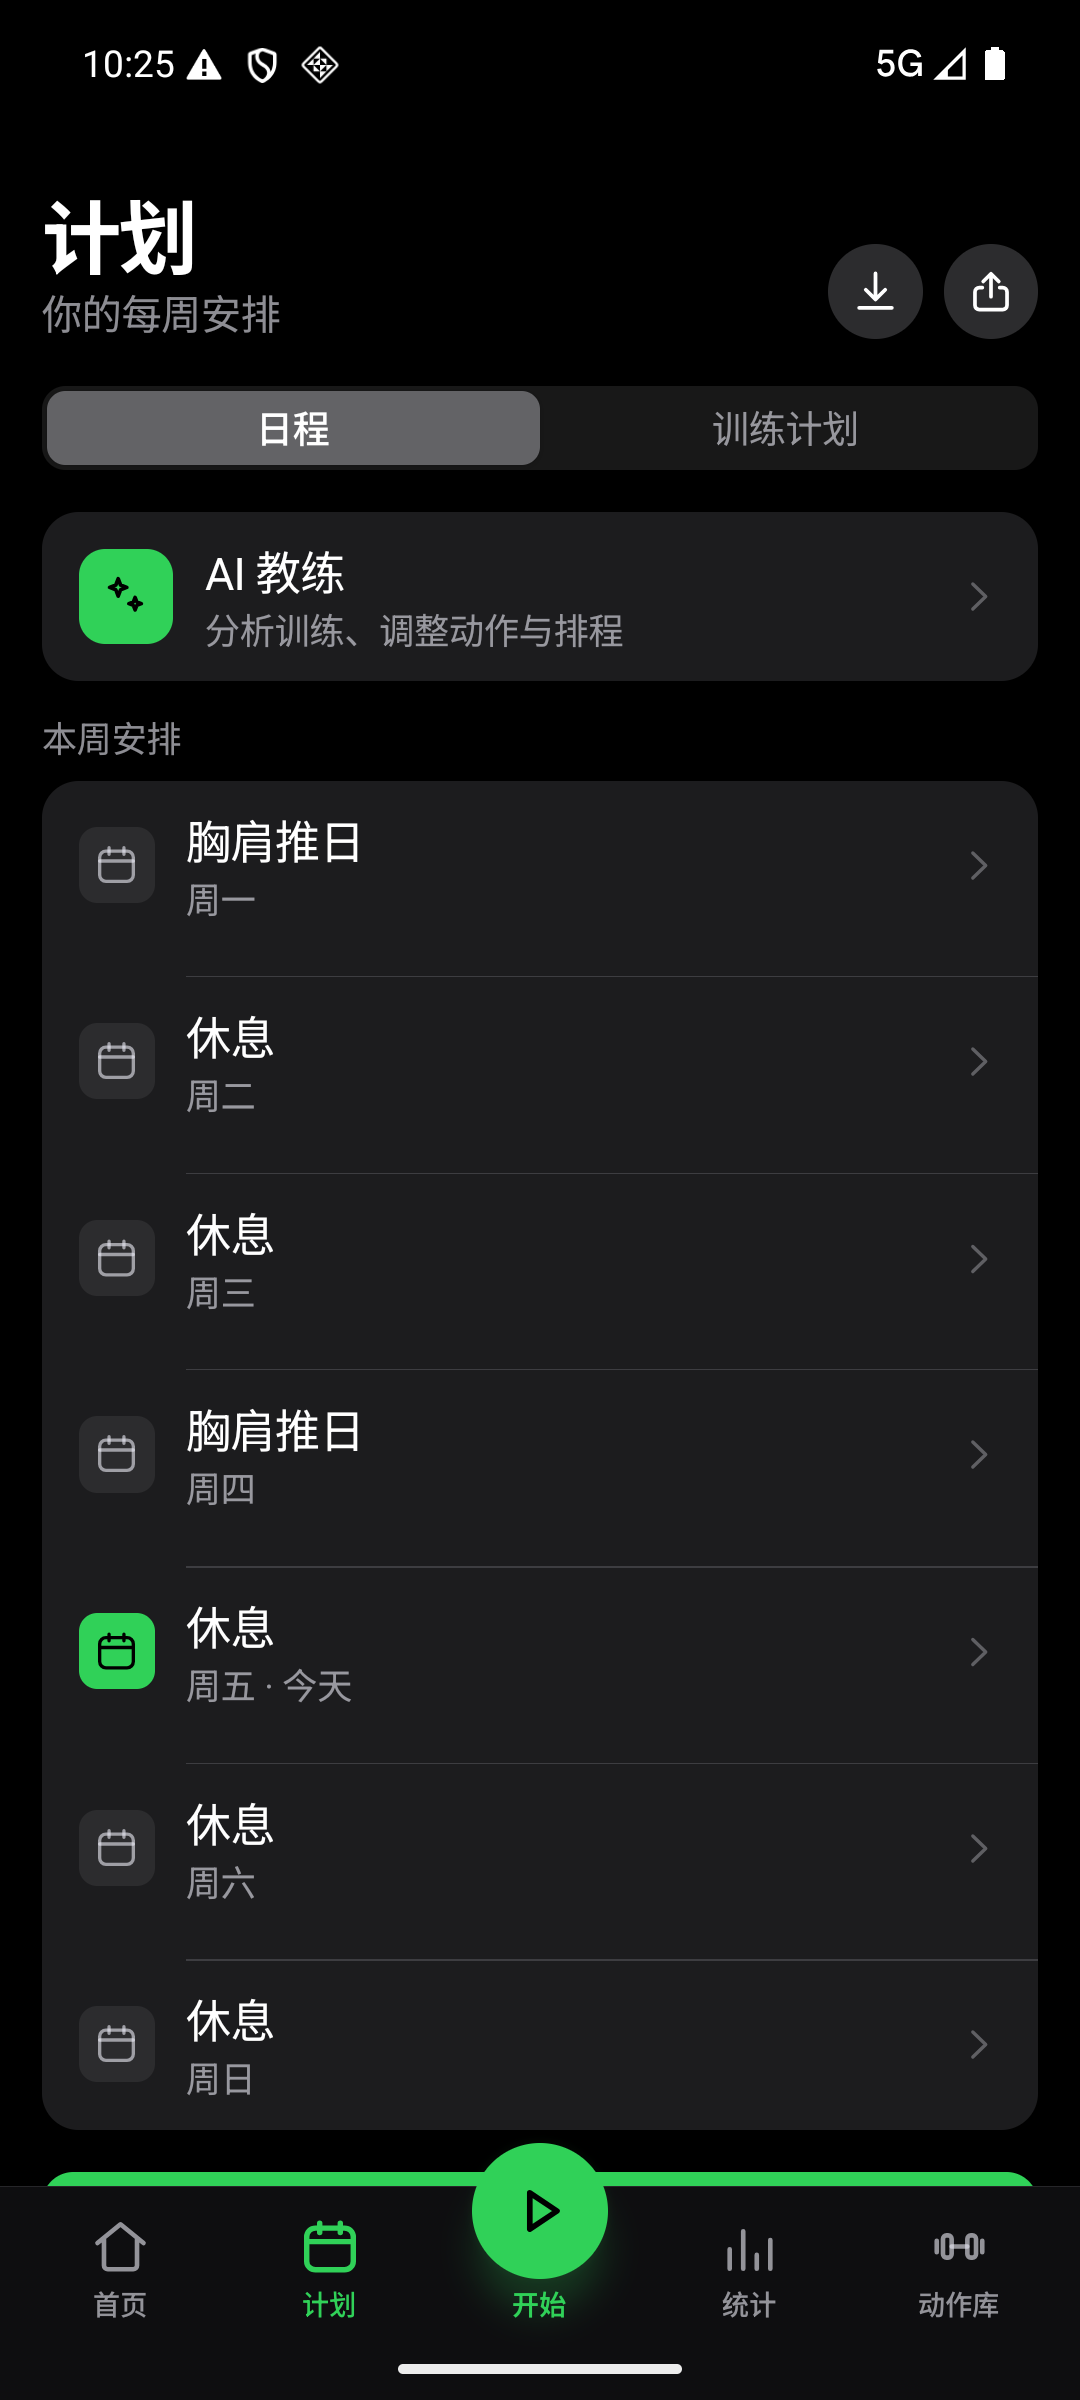 10:25
5G
计划
你的每周安排
日程
训练计划
AI 教练
分析训练、调整动作与排程
本周安排
胸肩推日
周一
休息
周二
休息
周三
胸肩推日
周四
休息
周五 · 今天
休息
周六
休息
周日
首页
计划
开始
统计
动作库